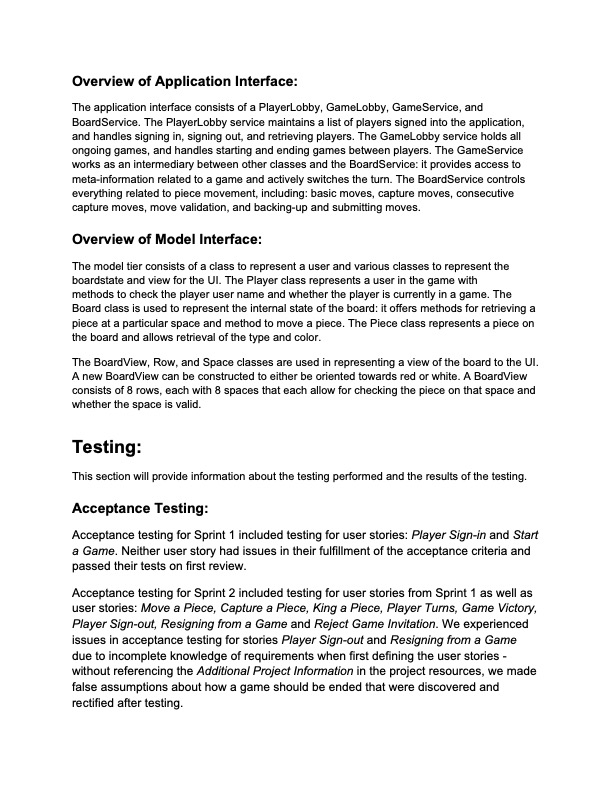 Overview of Application Interface:
The application interface consists of a PlayerLobby, GameLobby, GameService, and
BoardService. The PlayerLobby service maintains a list of players signed into the application,
and handles signing in, signing out, and retrieving players. The GameLobby service holds all
ongoing games, and handles starting and ending games between players. The GameService
works as an intermediary between other classes and the BoardService: it provides access to
meta-information related to a game and actively switches the turn. The BoardService controls
everything related to piece movement, including: basic moves, capture moves, consecutive
capture moves, move validation, and backing-up and submitting moves.
Overview of Model Interface:
The model tier consists of a class to represent a user and various classes to represent the
boardstate and view for the UI. The Player class represents a user in the game with
methods to check the player user name and whether the player is currently in a game. The
Board class is used to represent the internal state of the board: it offers methods for retrieving a
piece at a particular space and method to move a piece. The Piece class represents a piece on
the board and allows retrieval of the type and color.
The BoardView, Row, and Space classes are used in representing a view of the board to the UI.
A new BoardView can be constructed to either be oriented towards red or white. A BoardView
consists of 8 rows, each with 8 spaces that each allow for checking the piece on that space and
whether the space is valid.
Testing:
This section will provide information about the testing performed and the results of the testing.
Acceptance Testing:
Acceptance testing for Sprint 1 included testing for user stories: Player Sign-in and Start
a Game. Neither user story had issues in their fulfillment of the acceptance criteria and
passed their tests on first review.
Acceptance testing for Sprint 2 included testing for user stories from Sprint 1 as well as
user stories: Move a Piece, Capture a Piece, King a Piece, Player Turns, Game Victory,
Player Sign-out, Resigning from a Game and Reject Game Invitation. We experienced
issues in acceptance testing for stories Player Sign-out and Resigning from a Game
due to incomplete knowledge of requirements when first defining the user stories -
without referencing the Additional Project Information in the project resources, we made
false assumptions about how a game should be ended that were discovered and
rectified after testing.